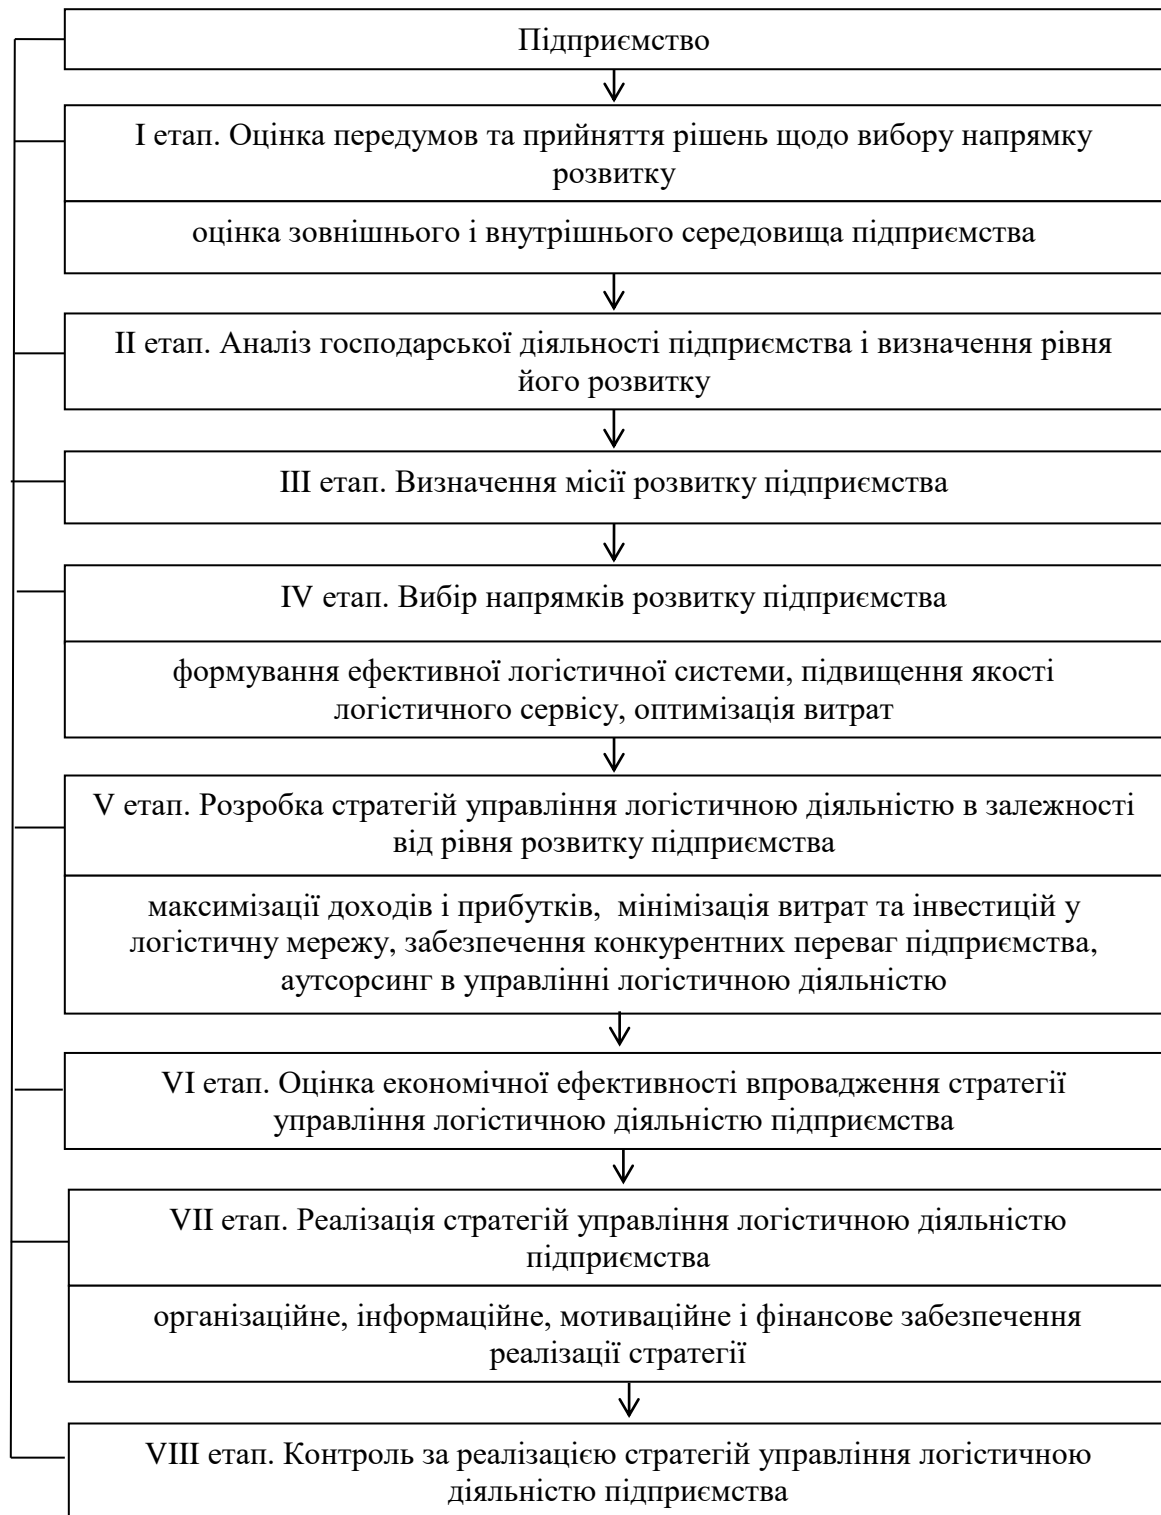 Підприємство
І етап. Оцінка передумов та прийняття рішень щодо вибору напрямку
розвитку
оцінка зовнішнього і внутрішнього середовища підприємства
ІІ етап. Аналіз господарської діяльності підприємства і визначення рівня
його розвитку
ІІІ етап. Визначення місії розвитку підприємства
IV етап. Вибір напрямків розвитку підприємства
формування ефективної логістичної системи, підвищення якості
логістичного сервісу, оптимізація витрат
V етап. Розробка стратегій управління логістичною діяльністю в залежності
від рівня розвитку підприємства
максимізації доходів і прибутків, мінімізація витрат та інвестицій у
логістичну мережу, забезпечення конкурентних переваг підприємства,
аутсорсинг в управлінні логістичною діяльністю
VI етап. Оцінка економічної ефективності впровадження стратегії
управління логістичною діяльністю підприємства
VII етап. Реалізація стратегій управління логістичною діяльністю
підприємства
організаційне, інформаційне, мотиваційне і фінансове забезпечення
реалізації стратегії
VIII етап. Контроль за реалізацією стратегій управління логістичною
діяльністю підприємства